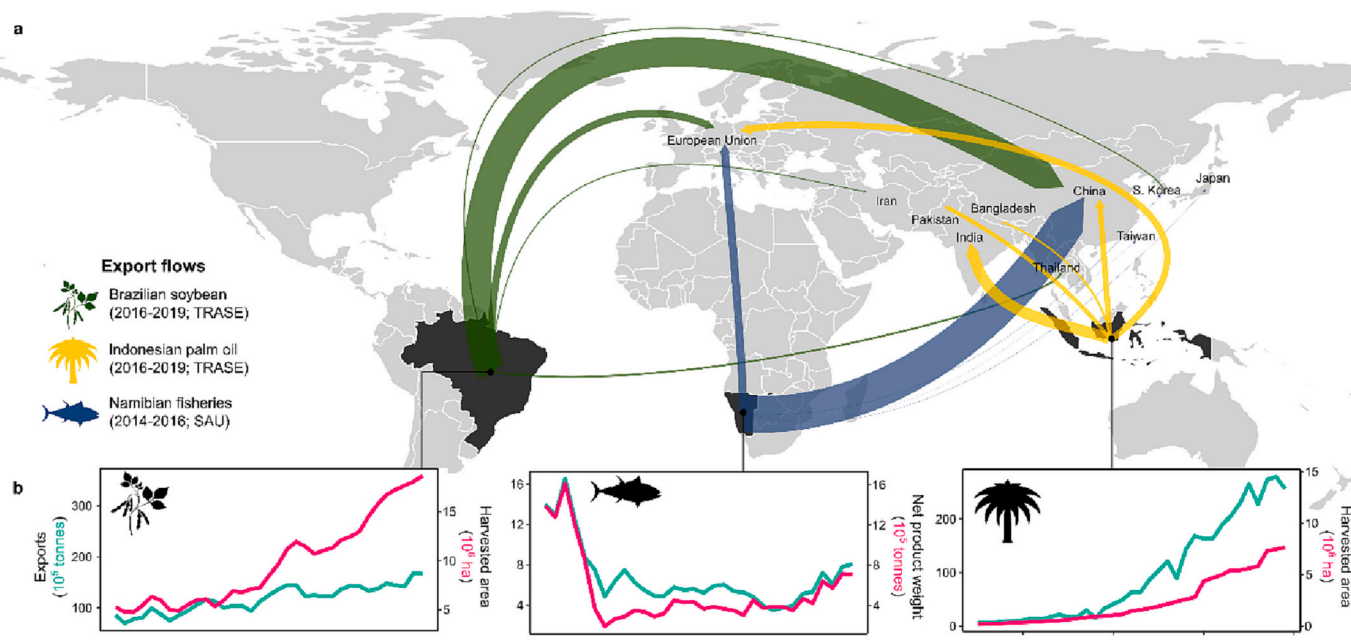 a
European Union
Japan
China
S. Korea
Iran
Bangladesh
Pakistan
India
Taiwan
Thailand
Export flows
Brazilian soybean
(2016-2019; TRASE)
Indonesian palm oil
(2016-2019; TRASE)
Namibian fisheries
(2014-2016; SAU)
b
Exports
(10⁵ tonnes)
300
200
100
15
10
5
Harvested area
(10⁶ ha)
16
12
8
4
16
12
8
4
Net product weight
(10⁵ tonnes)
200
100
0
15
10
5
0
Harvested area
(10⁶ ha)